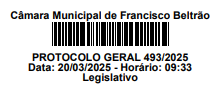 Câmara Municipal de Francisco Beltrão
PROTOCOLO GERAL 493/2025
Data: 20/03/2025 - Horário: 09:33
Legislativo